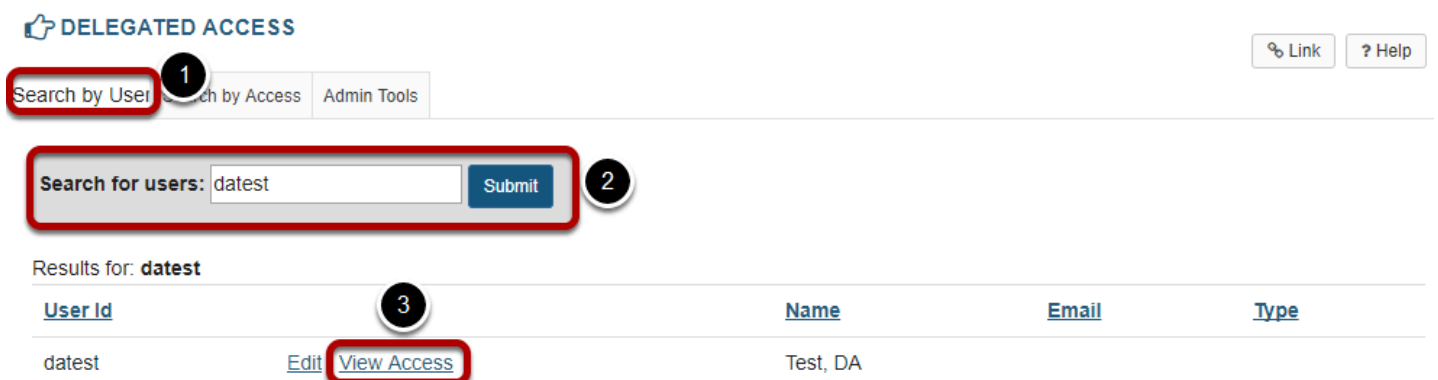 DELEGATED ACCESS
Link ? Help
1
Search by User ch by Access Admin Tools
Search for users: datest Submit 2
Results for: datest
3
User Id Name Email Type
datest Edit View Access Test, DA